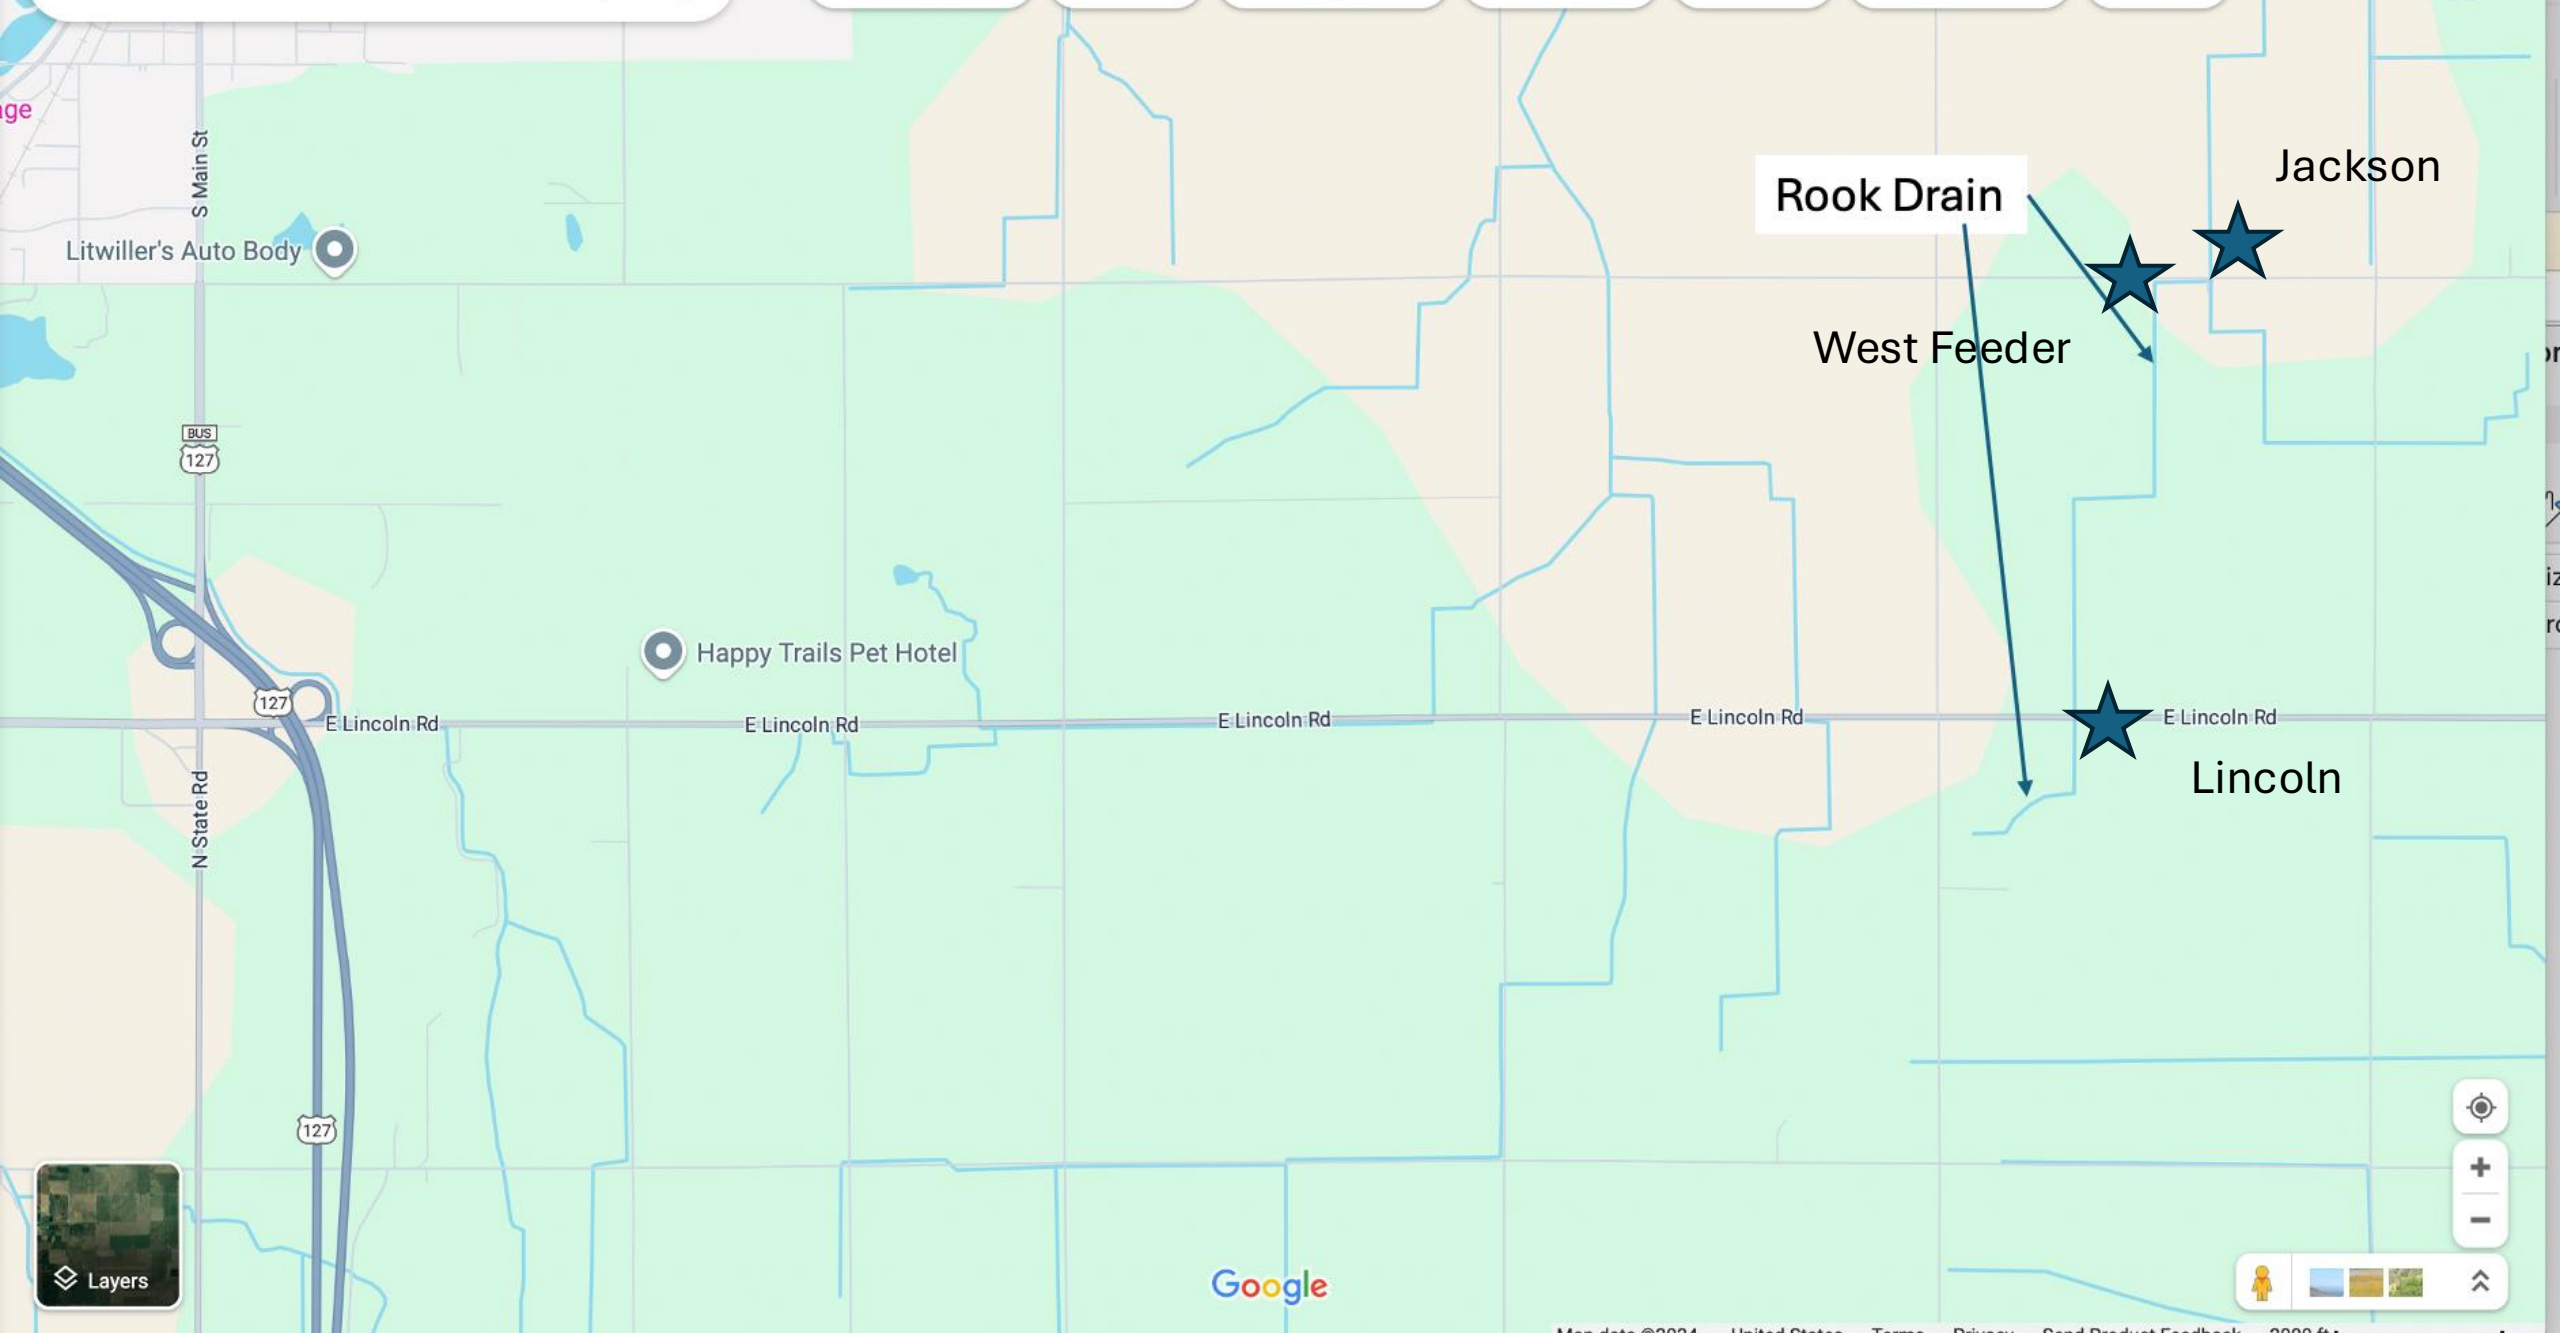 age
S Main St
Litwiller's Auto Body
Rook Drain
Jackson
West Feeder
BUS
127
Happy Trails Pet Hotel
127
E Lincoln Rd
E Lincoln Rd
E Lincoln Rd
E Lincoln Rd
E Lincoln Rd
Lincoln
N State Rd
127
Layers
Google